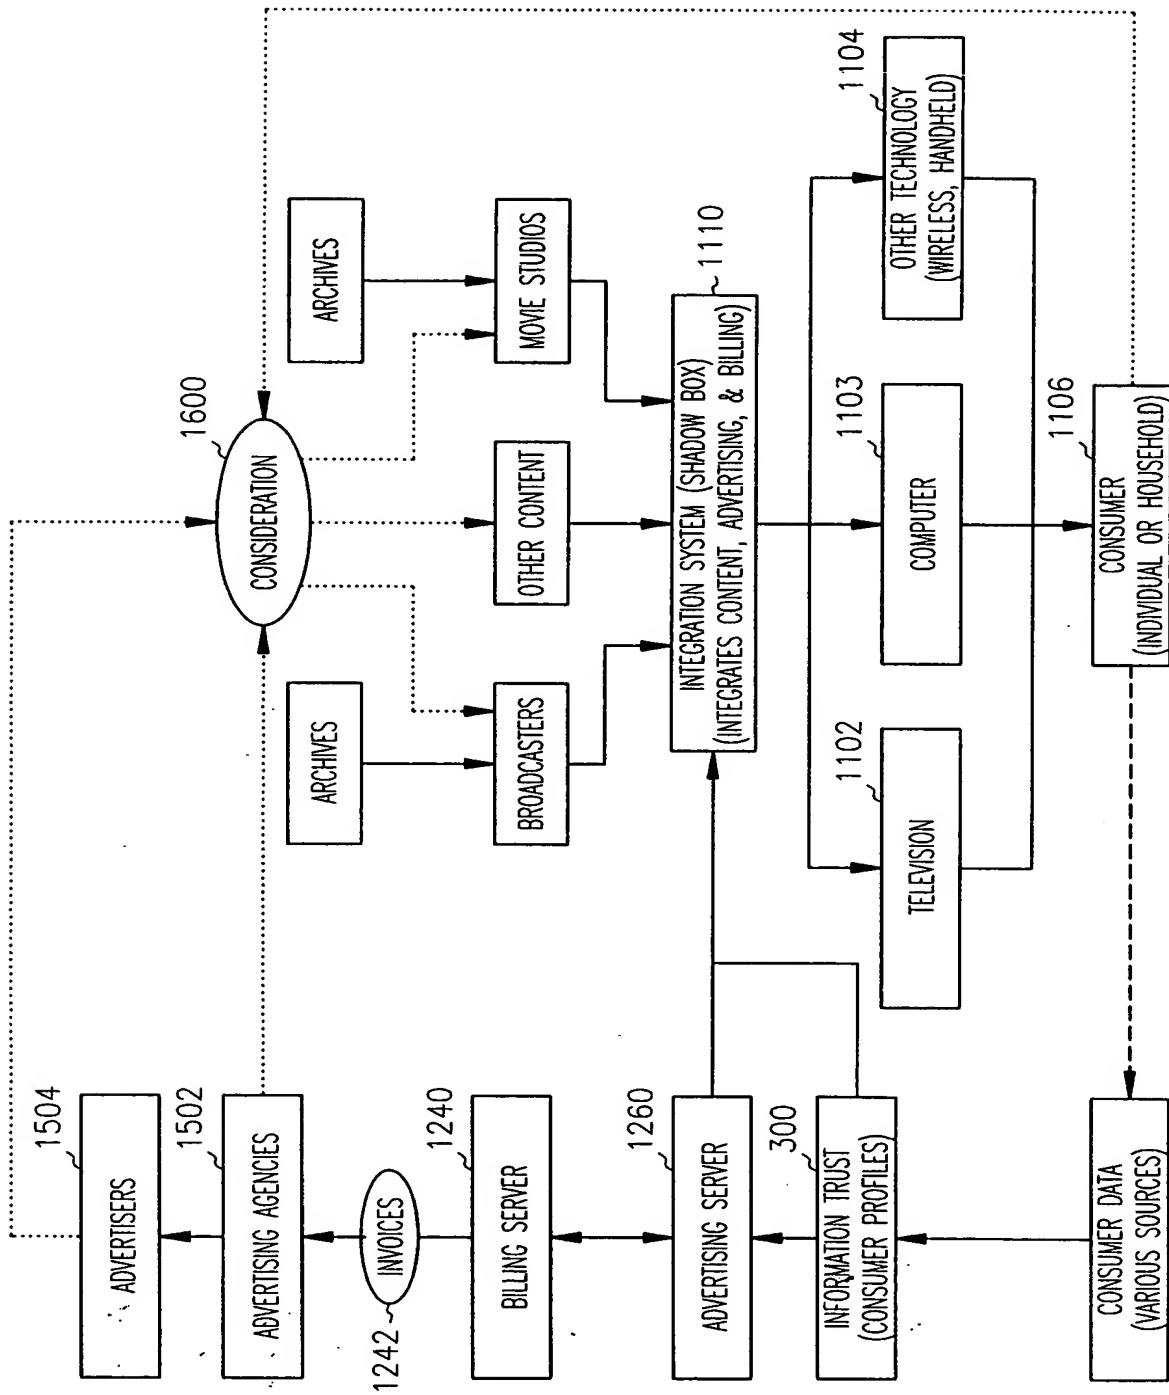 1504
ADVERTISERS
1502
ADVERTISING AGENCIES
INVOICES
1242
1240
BILLING SERVER
1260
ADVERTISING SERVER
300
INFORMATION TRUST
(CONSUMER PROFILES)
CONSUMER DATA
(VARIOUS SOURCES)
1600
CONSIDERATION
ARCHIVES
ARCHIVES
BROADCASTERS
OTHER CONTENT
MOVIE STUDIOS
1110
INTEGRATION SYSTEM (SHADOW BOX)
(INTEGRATES CONTENT, ADVERTISING, & BILLING)
1102
TELEVISION
1103
COMPUTER
1104
OTHER TECHNOLOGY
(WIRELESS, HANDHELD)
1106
CONSUMER
(INDIVIDUAL OR HOUSEHOLD)